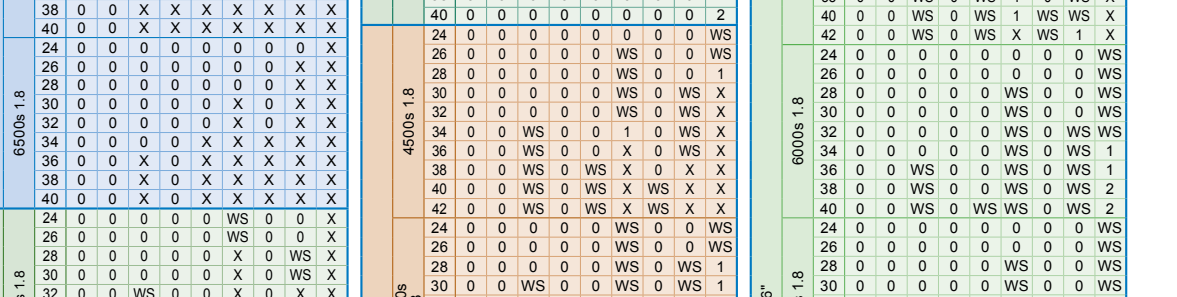 38 0 0 X X X X X X X
40 0 0 X X X X X X X
6500s 1.8
24 0 0 0 0 0 0 0 0 X
26 0 0 0 0 0 0 0 X X
28 0 0 0 0 0 0 0 X X
30 0 0 0 0 0 X 0 X X
32 0 0 0 0 0 X 0 X X
34 0 0 0 0 X X X X X
36 0 0 X 0 X X X X X
38 0 0 X 0 X X X X X
40 0 0 X 0 X X X X X
s 1.8
24 0 0 0 0 0 WS 0 0 X
26 0 0 0 0 0 WS 0 0 X
28 0 0 0 0 0 X 0 WS X
30 0 0 0 0 0 X 0 WS X
32 0 0 WS 0 0 X 0 X X
40 0 0 0 0 0 0 0 0 2
4500s 1.8
24 0 0 0 0 0 0 0 0 WS
26 0 0 0 0 0 WS 0 0 WS
28 0 0 0 0 0 WS 0 0 1
30 0 0 0 0 0 WS 0 WS X
32 0 0 0 0 0 WS 0 WS X
34 0 0 WS 0 0 1 0 WS X
36 0 0 WS 0 0 X 0 WS X
38 0 0 WS 0 WS X 0 X X
40 0 0 WS 0 WS X WS X X
42 0 0 WS 0 WS X WS X X
0s
24 0 0 0 0 0 WS 0 0 WS
26 0 0 0 0 0 WS 0 0 WS
28 0 0 0 0 0 WS 0 WS 1
30 0 0 WS 0 0 WS 0 WS 1
40 0 0 WS 0 WS 1 WS WS X
42 0 0 WS 0 WS X WS 1 X
6000s 1.8
24 0 0 0 0 0 0 0 0 WS
26 0 0 0 0 0 0 0 0 WS
28 0 0 0 0 0 WS 0 0 WS
30 0 0 0 0 0 WS 0 0 WS
32 0 0 0 0 0 WS 0 WS WS
34 0 0 0 0 0 WS 0 WS 1
36 0 0 WS 0 0 WS 0 WS 1
38 0 0 WS 0 0 WS 0 WS 2
40 0 0 WS 0 WS WS 0 WS 2
6"
s 1.8
24 0 0 0 0 0 0 0 0 WS
26 0 0 0 0 0 0 0 0 WS
28 0 0 0 0 0 WS 0 0 WS
30 0 0 0 0 0 WS 0 0 WS